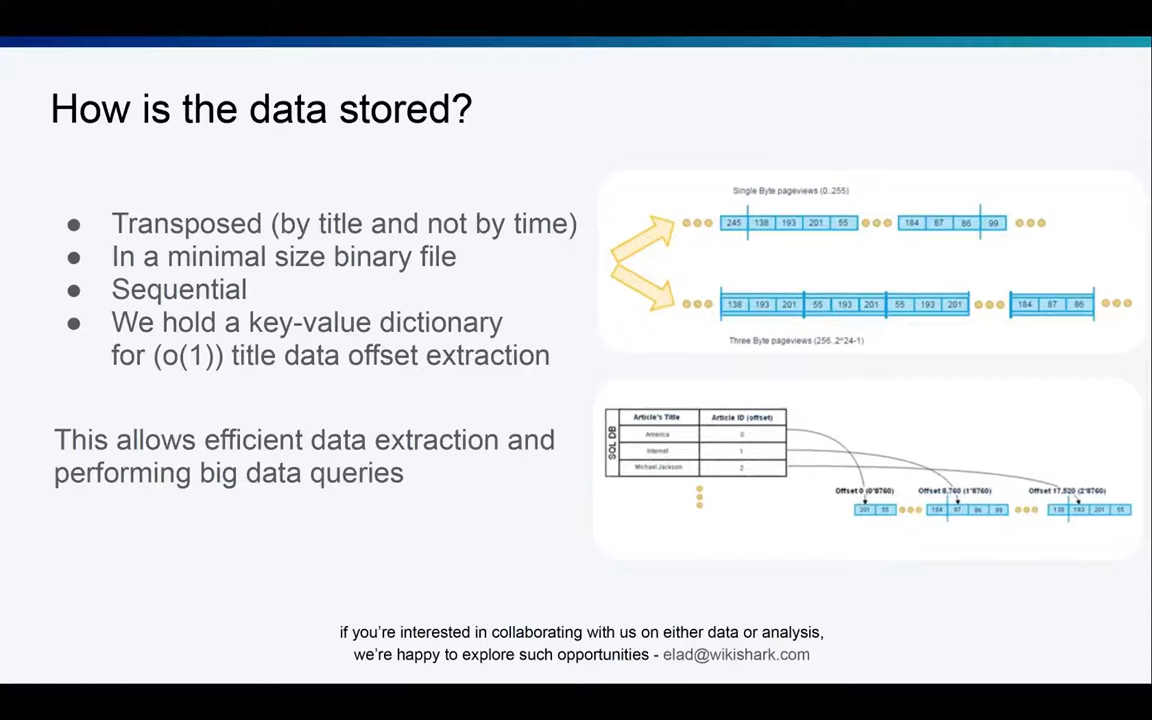 How is the data stored?
● Transposed (by title and not by time)
● In a minimal size binary file
● Sequential
● We hold a key-value dictionary
for (o(1)) title data offset extraction
This allows efficient data extraction and
performing big data queries
Single Byte pageviews (0..255)
245 138 193 201 55 184 87 86 99
138 193 201 55 193 201 55 193 201 184 87 86
Three Byte pageviews (256..2^24-1)
SQL DB
Article's Title Article ID (offset)
America 0
Internet 1
Michael Jackson 2
Offset 0 (0*8760) Offset 8,760 (1*8760) Offset 17,520 (2*8760)
201 55 184 87 86 99 138 193 201 55
if you're interested in collaborating with us on either data or analysis,
we're happy to explore such opportunities - elad@wikishark.com